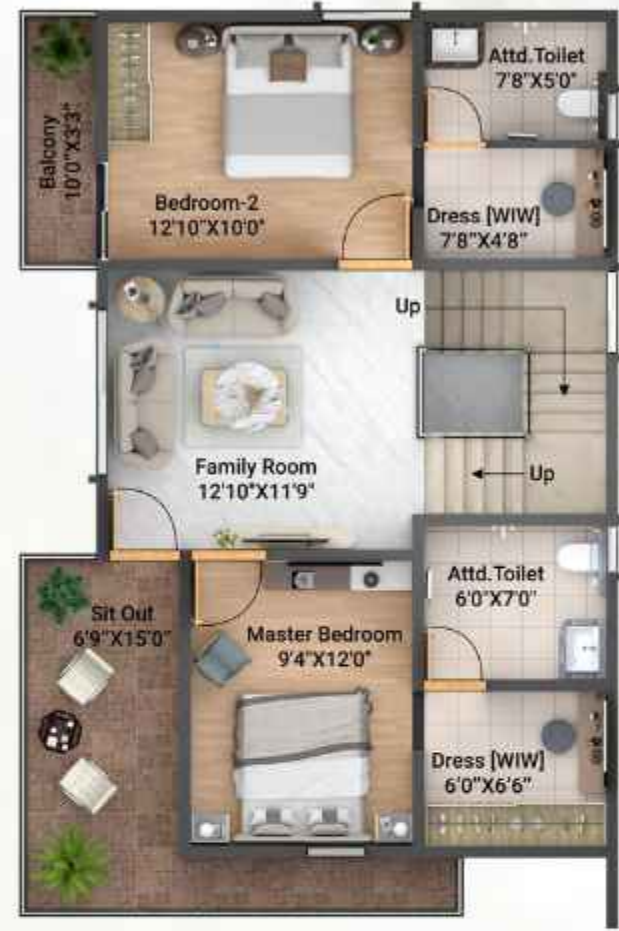 Attd.Toilet
7'8"X5'0"
Balcony
10'0"X3'3"
Bedroom-2
12'10"X10'0"
Dress [WIW]
7'8"X4'8"
Up
Family Room
12'10"X11'9"
Up
Attd.Toilet
6'0"X7'0"
Sit Out
6'9"X15'0"
Master Bedroom
9'4"X12'0"
Dress [WIW]
6'0"X6'6"